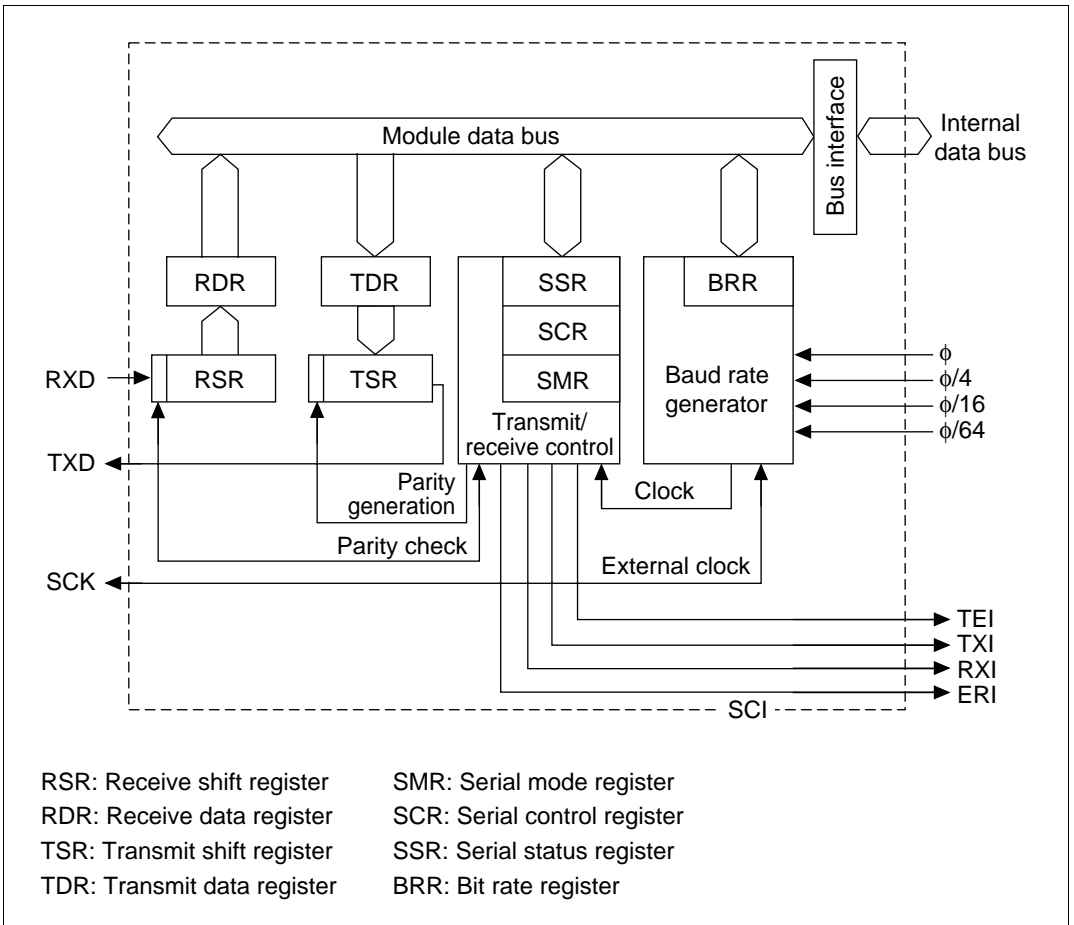 Module data bus
Bus interface
Internal
data bus
RDR
TDR
SSR
BRR
SCR
RXD
RSR
TSR
SMR
Baud rate
generator
ϕ
ϕ/4
ϕ/16
ϕ/64
Transmit/
receive control
TXD
Parity
generation
Clock
Parity check
SCK
External clock
TEI
TXI
RXI
ERI
SCI
RSR: Receive shift register
RDR: Receive data register
TSR: Transmit shift register
TDR: Transmit data register
SMR: Serial mode register
SCR: Serial control register
SSR: Serial status register
BRR: Bit rate register